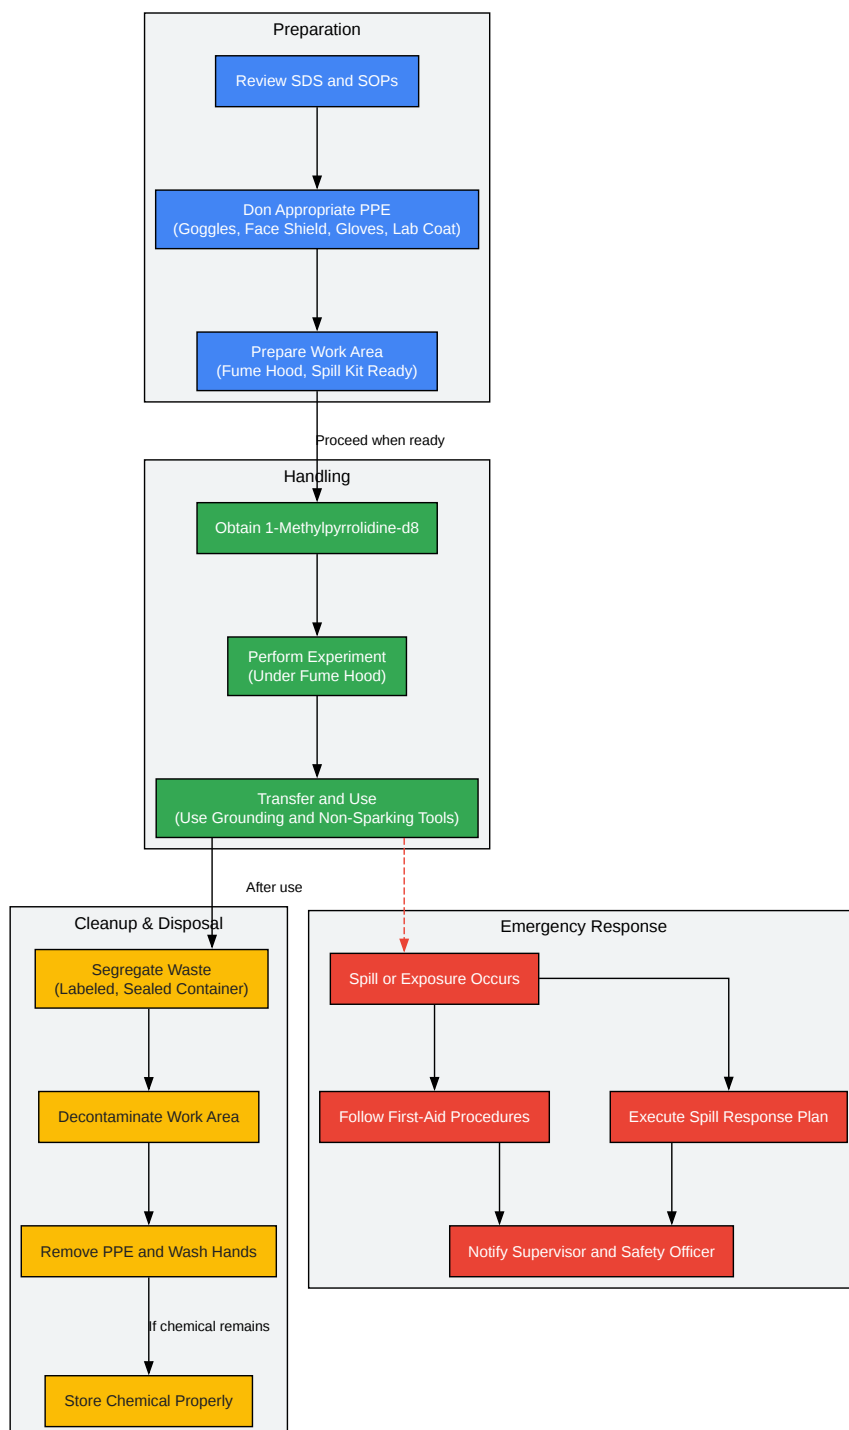 Preparation
Review SDS and SOPs
Don Appropriate PPE
(Goggles, Face Shield, Gloves, Lab Coat)
Prepare Work Area
(Fume Hood, Spill Kit Ready)
Proceed when ready
Handling
Obtain 1-Methylpyrrolidine-d8
Perform Experiment
(Under Fume Hood)
Transfer and Use
(Use Grounding and Non-Sparking Tools)
After use
Cleanup & Disposal
Segregate Waste
(Labeled, Sealed Container)
Decontaminate Work Area
Remove PPE and Wash Hands
If chemical remains
Store Chemical Properly
Emergency Response
Spill or Exposure Occurs
Follow First-Aid Procedures
Execute Spill Response Plan
Notify Supervisor and Safety Officer